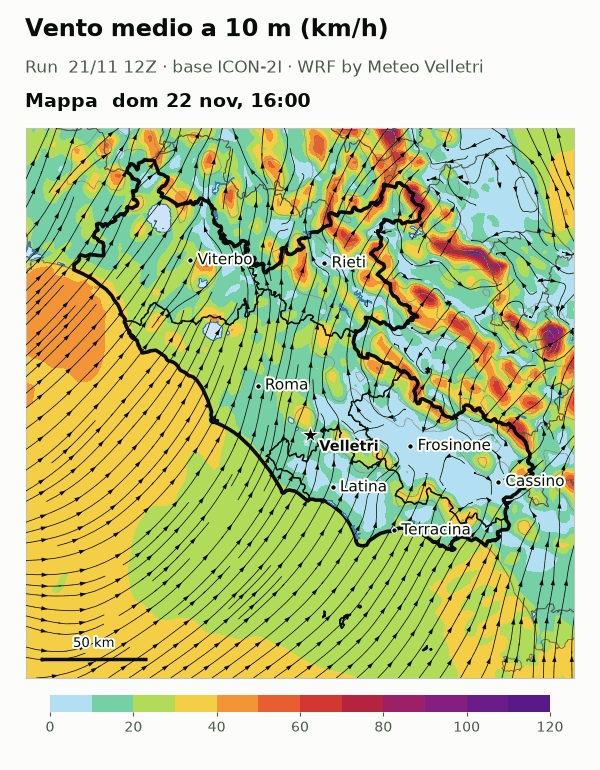 Vento medio a 10 m (km/h)
Run  21/11 12Z · base ICON-2I · WRF by Meteo Velletri
Mappa  dom 22 nov, 16:00
Viterbo
Rieti
Roma
Velletri
Frosinone
Cassino
Latina
Terracina
50 km
0 20 40 60 80 100 120